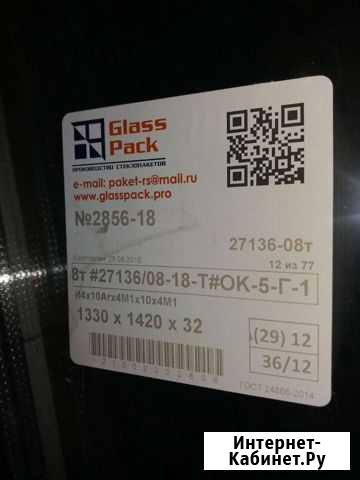 Glass
Pack
ПРОИЗВОДСТВО СТЕКЛОПАКЕТОВ
e-mail: paket-rs@mail.ru
www.glasspack.pro
№2856-18
27136-08т
12 из 77
8т #27136/08-18-Т#ОК-5-Г-1
И4х10Arх4М1х10х4М1
1330 x 1420 x 32
(29) 12
36/12
ГОСТ 24866-2014
Интернет-
Кабинет.Ру